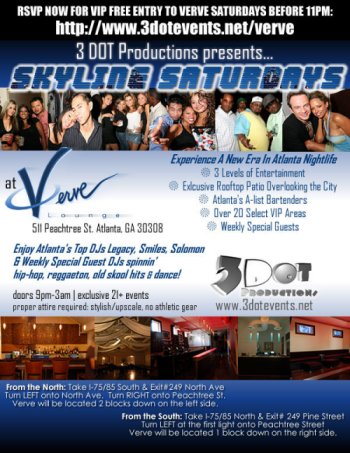 RSVP NOW FOR VIP FREE ENTRY TO VERVE SATURDAYS BEFORE 11PM:
http://www.3dotevents.net/verve
3 DOT Productions presents...
SKYLINE SATURDAYS
at
Verve
Lounge
511 Peachtree St. Atlanta, GA 30308
Experience A New Era In Atlanta Nightlife
3 Levels of Entertainment
Exlcusive Rooftop Patio Overlooking the City
Atlanta's A-list Bartenders
Over 20 Select VIP Areas
Weekly Special Guests
Enjoy Atlanta's Top DJs Legacy, Smiles, Solomon
& Weekly Special Guest DJs spinnin'
hip-hop, reggaeton, old skool hits & dance!
doors 9pm-3am | exclusive 21+ events
proper attire required: stylish/upscale, no athletic gear
3DOT
PRODUCTIONS
www.3dotevents.net
From the North: Take I-75/85 South & Exit#249 North Ave
Turn LEFT onto North Ave. Turn RIGHT onto Peachtree St.
Verve will be located 2 blocks down on the left side.
From the South: Take I-75/85 North & Exit# 249 Pine Street
Turn LEFT at the first light onto Peachtree Street
Verve will be located 1 block down on the right side.